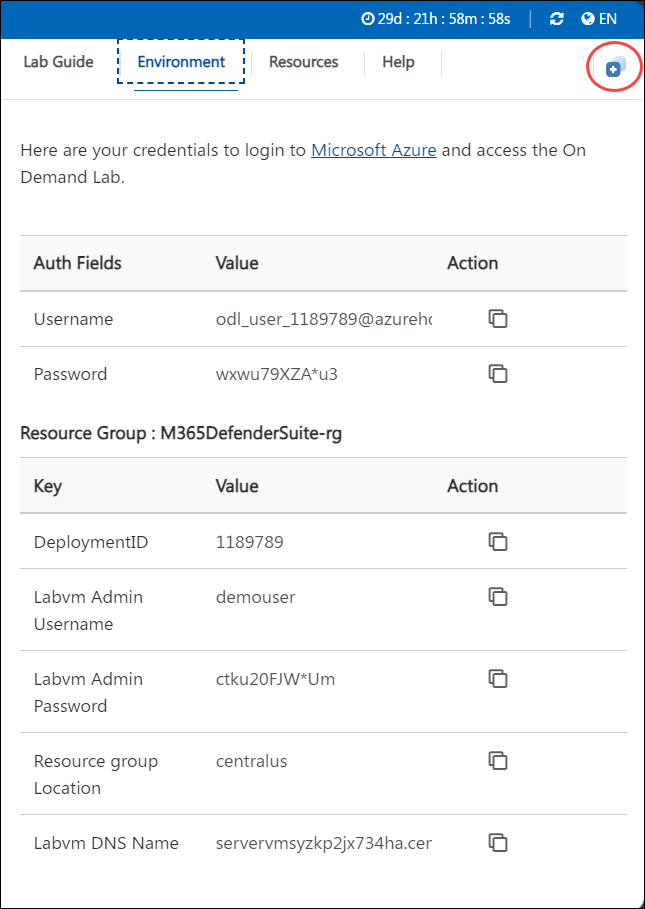 29d : 21h : 58m : 58s | EN
Lab Guide Environment Resources Help
Here are your credentials to login to Microsoft Azure and access the On
Demand Lab.
Auth Fields Value Action
Username odl_user_1189789@azureho
Password wxwu79XZA*u3
Resource Group : M365DefenderSuite-rg
Key Value Action
DeploymentID 1189789
Labvm Admin demouser
Username
Labvm Admin ctku20FJW*Um
Password
Resource group centralus
Location
Labvm DNS Name servervmsyzkp2jx734ha.cer